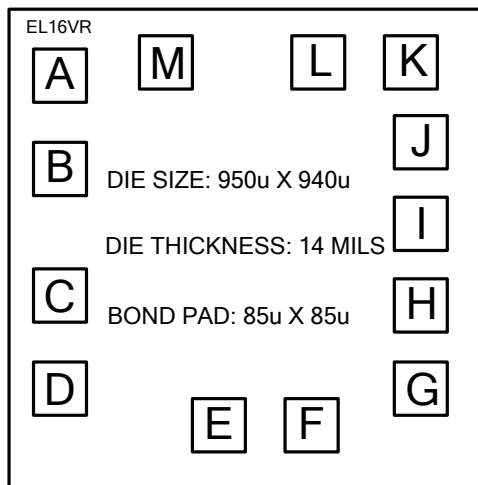 EL16VR
A
M
L
K
J
B
DIE SIZE: 950u X 940u
I
DIE THICKNESS: 14 MILS
C
H
BOND PAD: 85u X 85u
D
G
E
F